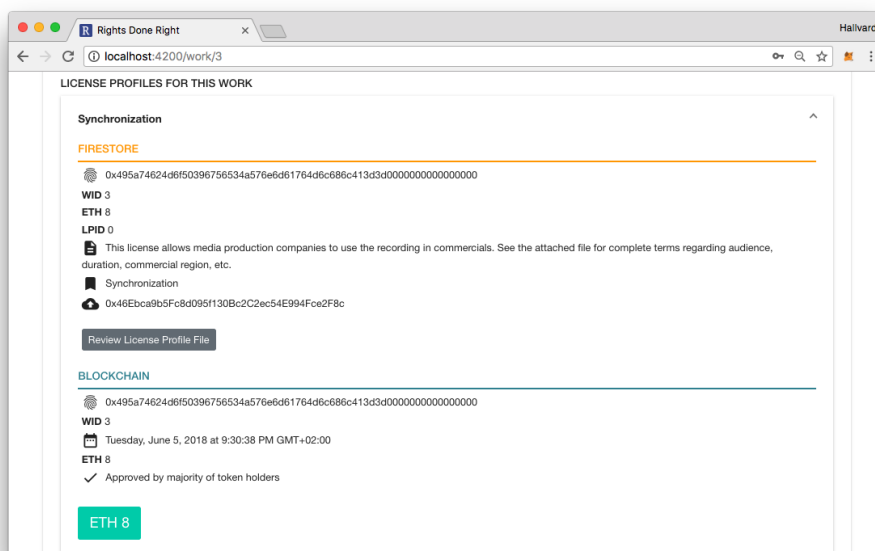 Rights Done Right
Hallvard
localhost:4200/work/3
LICENSE PROFILES FOR THIS WORK
Synchronization
FIRESTORE
0x495a74624d6f50396756534a576e6d61764d6c686c413d3d0000000000000000
WID 3
ETH 8
LPID 0
This license allows media production companies to use the recording in commercials. See the attached file for complete terms regarding audience,
duration, commercial region, etc.
Synchronization
0x46Ebca9b5Fc8d095f130Bc2C2ec54E994Fce2F8c
Review License Profile File
BLOCKCHAIN
0x495a74624d6f50396756534a576e6d61764d6c686c413d3d0000000000000000
WID 3
Tuesday, June 5, 2018 at 9:30:38 PM GMT+02:00
ETH 8
Approved by majority of token holders
ETH 8